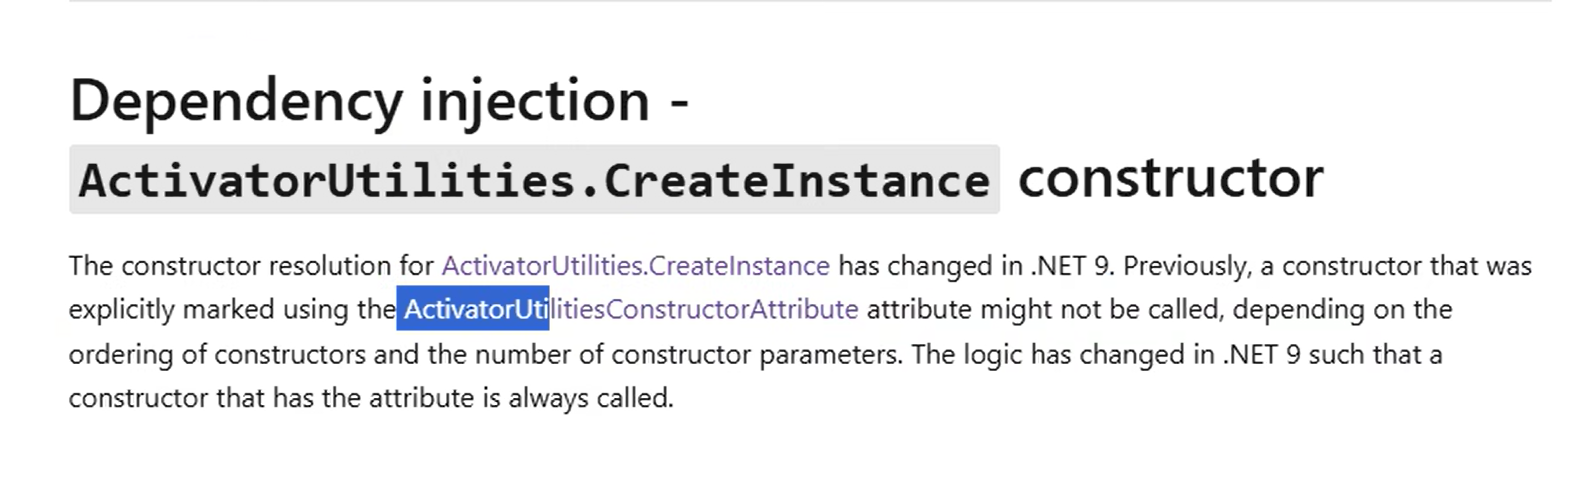 Dependency injection -
ActivatorUtilities.CreateInstance constructor
The constructor resolution for ActivatorUtilities.CreateInstance has changed in .NET 9. Previously, a constructor that was
explicitly marked using the ActivatorUtilitiesConstructorAttribute attribute might not be called, depending on the
ordering of constructors and the number of constructor parameters. The logic has changed in .NET 9 such that a
constructor that has the attribute is always called.